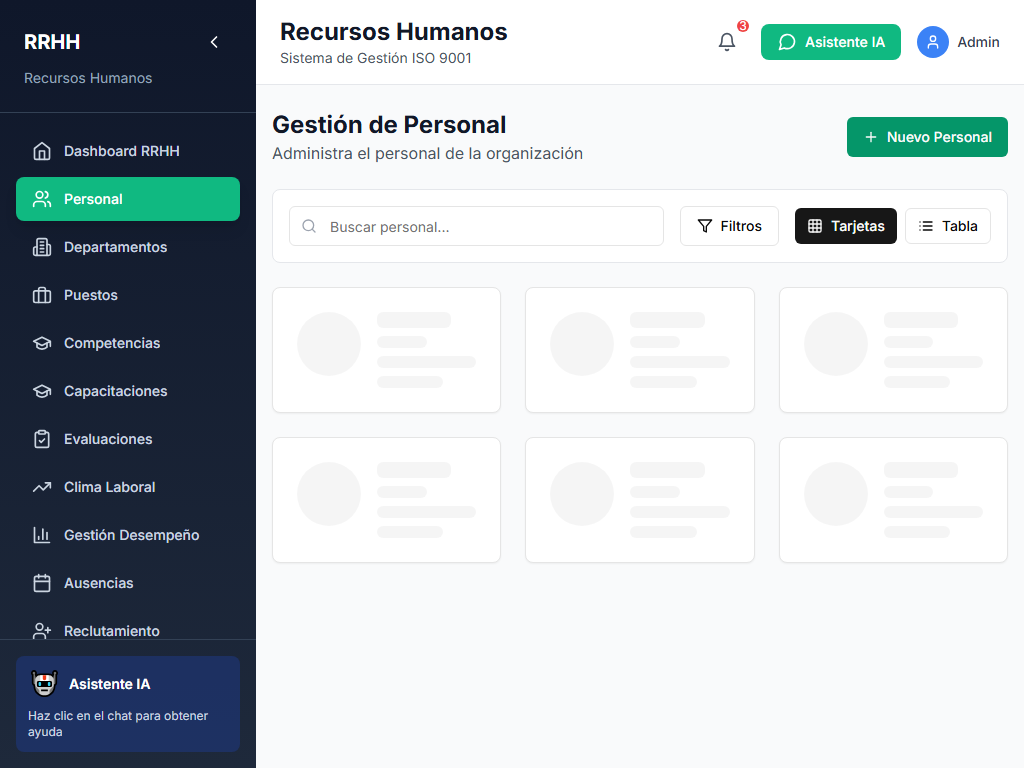 RRHH
Recursos Humanos
Dashboard RRHH
Personal
Departamentos
Puestos
Competencias
Capacitaciones
Evaluaciones
Clima Laboral
Gestión Desempeño
Ausencias
Reclutamiento
Asistente IA
Haz clic en el chat para obtener
ayuda
Recursos Humanos
Sistema de Gestión ISO 9001
3
Asistente IA
Admin
Gestión de Personal
Administra el personal de la organización
Nuevo Personal
Buscar personal...
Filtros
Tarjetas
Tabla